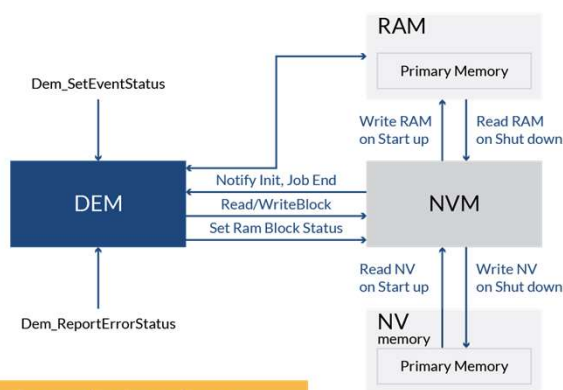 RAM
Primary Memory
Dem_SetEventStatus
Write RAM
on Start up
Read RAM
on Shut down
DEM
Notify Init, Job End
Read/WriteBlock
Set Ram Block Status
NVM
Read NV
on Start up
Write NV
on Shut down
Dem_ReportErrorStatus
NV
memory
Primary Memory